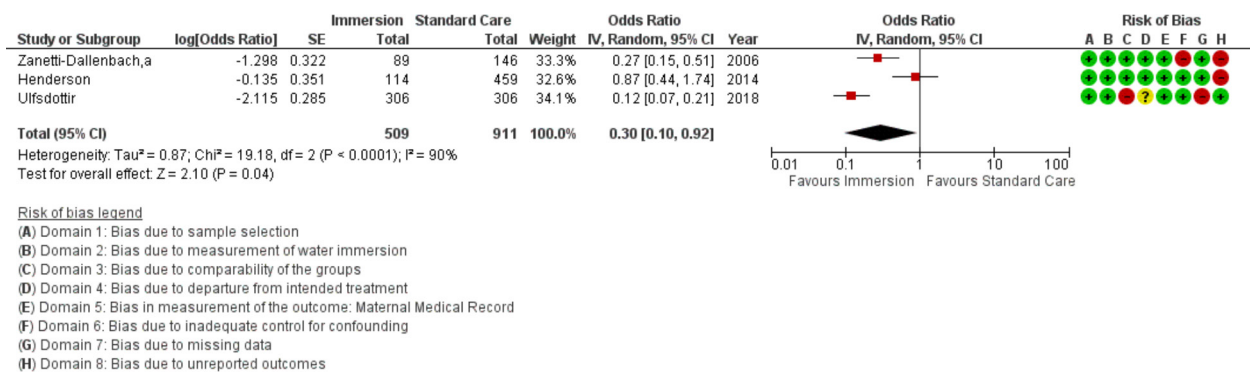 Immersion Standard Care Odds Ratio Odds Ratio Risk of Bias
Study or Subgroup log[Odds Ratio] SE Total Total Weight IV, Random, 95% CI Year IV, Random, 95% CI A B C D E F G H
Zanetti-Dallenbach,a -1.298 0.322 89 146 33.3% 0.27 [0.15, 0.51] 2006 + + + + + - + -
Henderson -0.135 0.351 114 459 32.6% 0.87 [0.44, 1.74] 2014 + + + + + + + -
Ulfsdottir -2.115 0.285 306 306 34.1% 0.12 [0.07, 0.21] 2018 + + - ? + + - +
Total (95% CI) 509 911 100.0% 0.30 [0.10, 0.92]
Heterogeneity: Tau² = 0.87; Chi² = 19.18, df = 2 (P < 0.0001); I² = 90%
Test for overall effect: Z = 2.10 (P = 0.04)
0.01 0.1 1 10 100
Favours Immersion Favours Standard Care
Risk of bias legend
(A) Domain 1: Bias due to sample selection
(B) Domain 2: Bias due to measurement of water immersion
(C) Domain 3: Bias due to comparability of the groups
(D) Domain 4: Bias due to departure from intended treatment
(E) Domain 5: Bias in measurement of the outcome: Maternal Medical Record
(F) Domain 6: Bias due to inadequate control for confounding
(G) Domain 7: Bias due to missing data
(H) Domain 8: Bias due to unreported outcomes